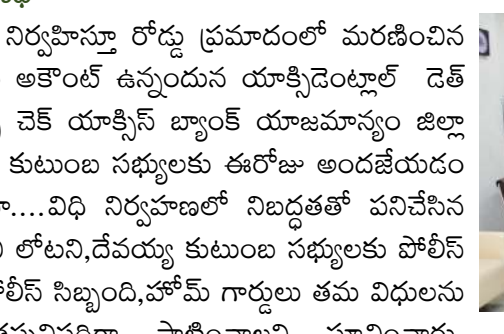 నిర్వహిస్తూ రోడ్డు ప్రమాదంలో మరణించిన
అకౌంట్ ఉన్నందున యాక్సిడెంట్లాల్ డెత్
చెక్ యాక్సిస్ బ్యాంక్ యాజమాన్యం జిల్లా
కుటుంబ సభ్యులకు ఈరోజు అందజేయడం
....విధి నిర్వహణలో నిబద్ధతతో పనిచేసిన
లోటని,దేవయ్య కుటుంబ సభ్యులకు పోలీస్
పోలీస్ సిబ్బంది,హోమ్ గార్డులు తమ విధులను